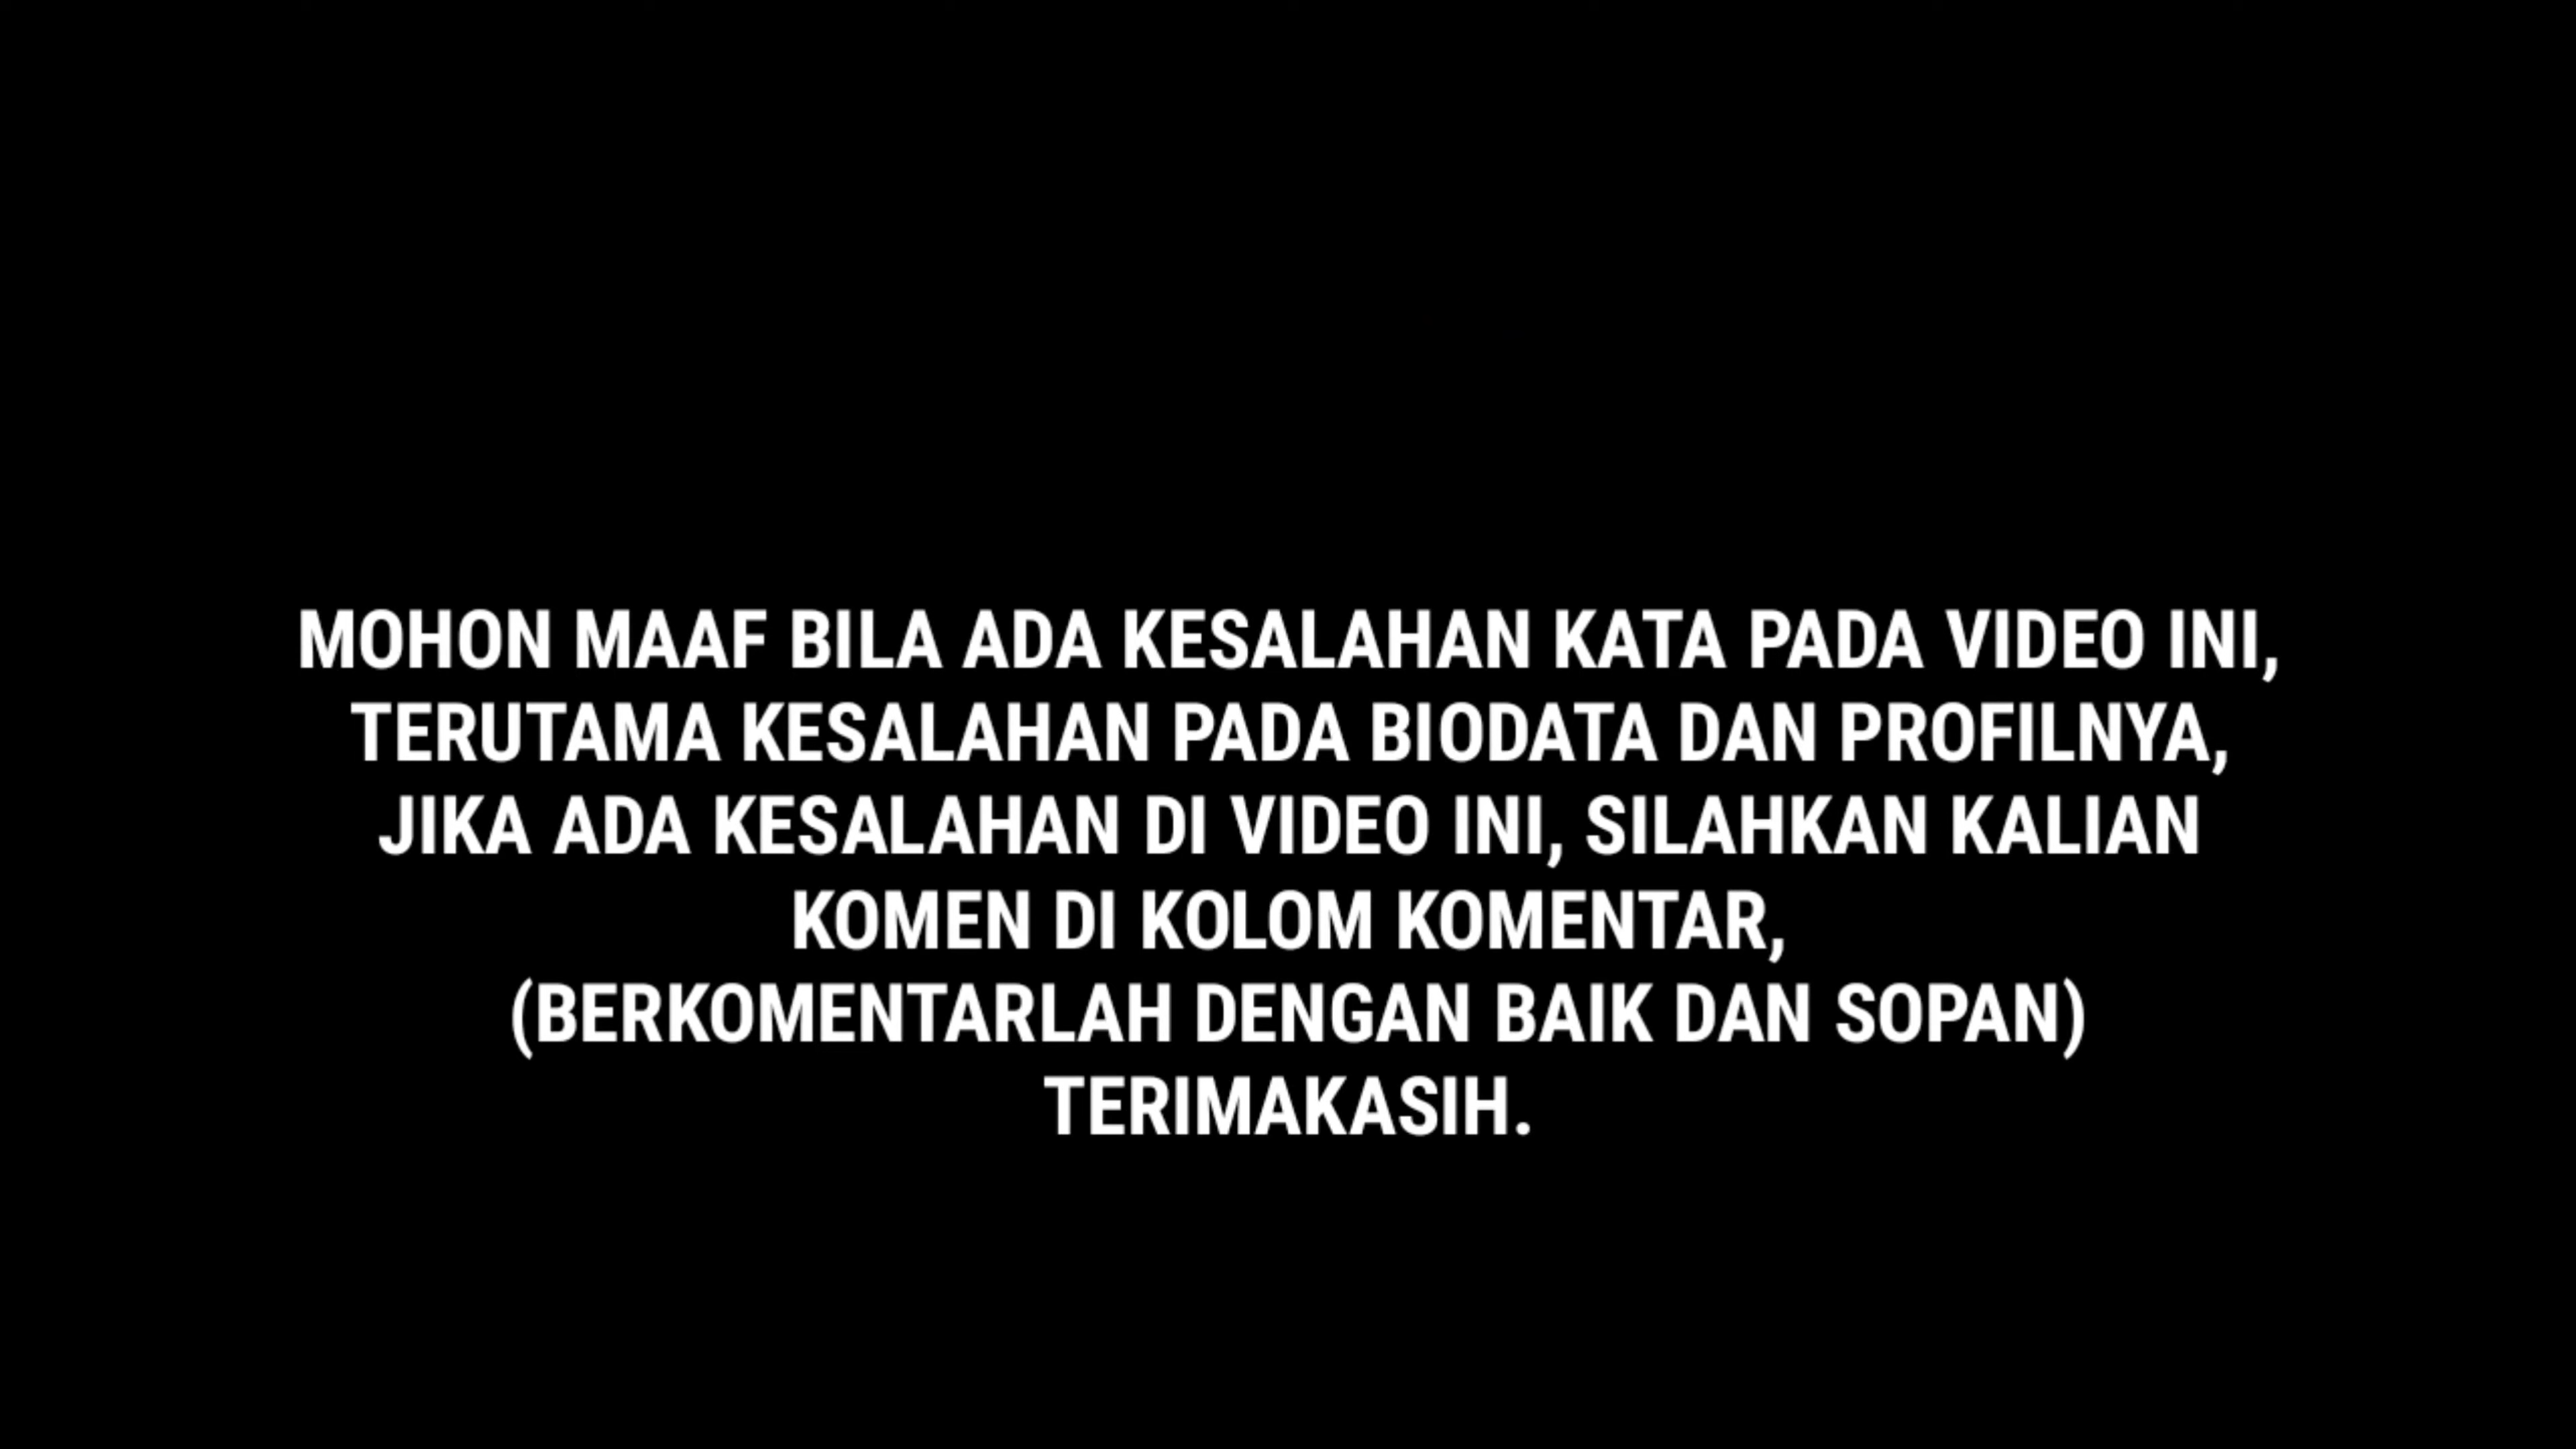 MOHON MAAF BILA ADA KESALAHAN KATA PADA VIDEO INI,
TERUTAMA KESALAHAN PADA BIODATA DAN PROFILNYA,
JIKA ADA KESALAHAN DI VIDEO INI, SILAHKAN KALIAN
KOMEN DI KOLOM KOMENTAR,
(BERKOMENTARLAH DENGAN BAIK DAN SOPAN)
TERIMAKASIH.